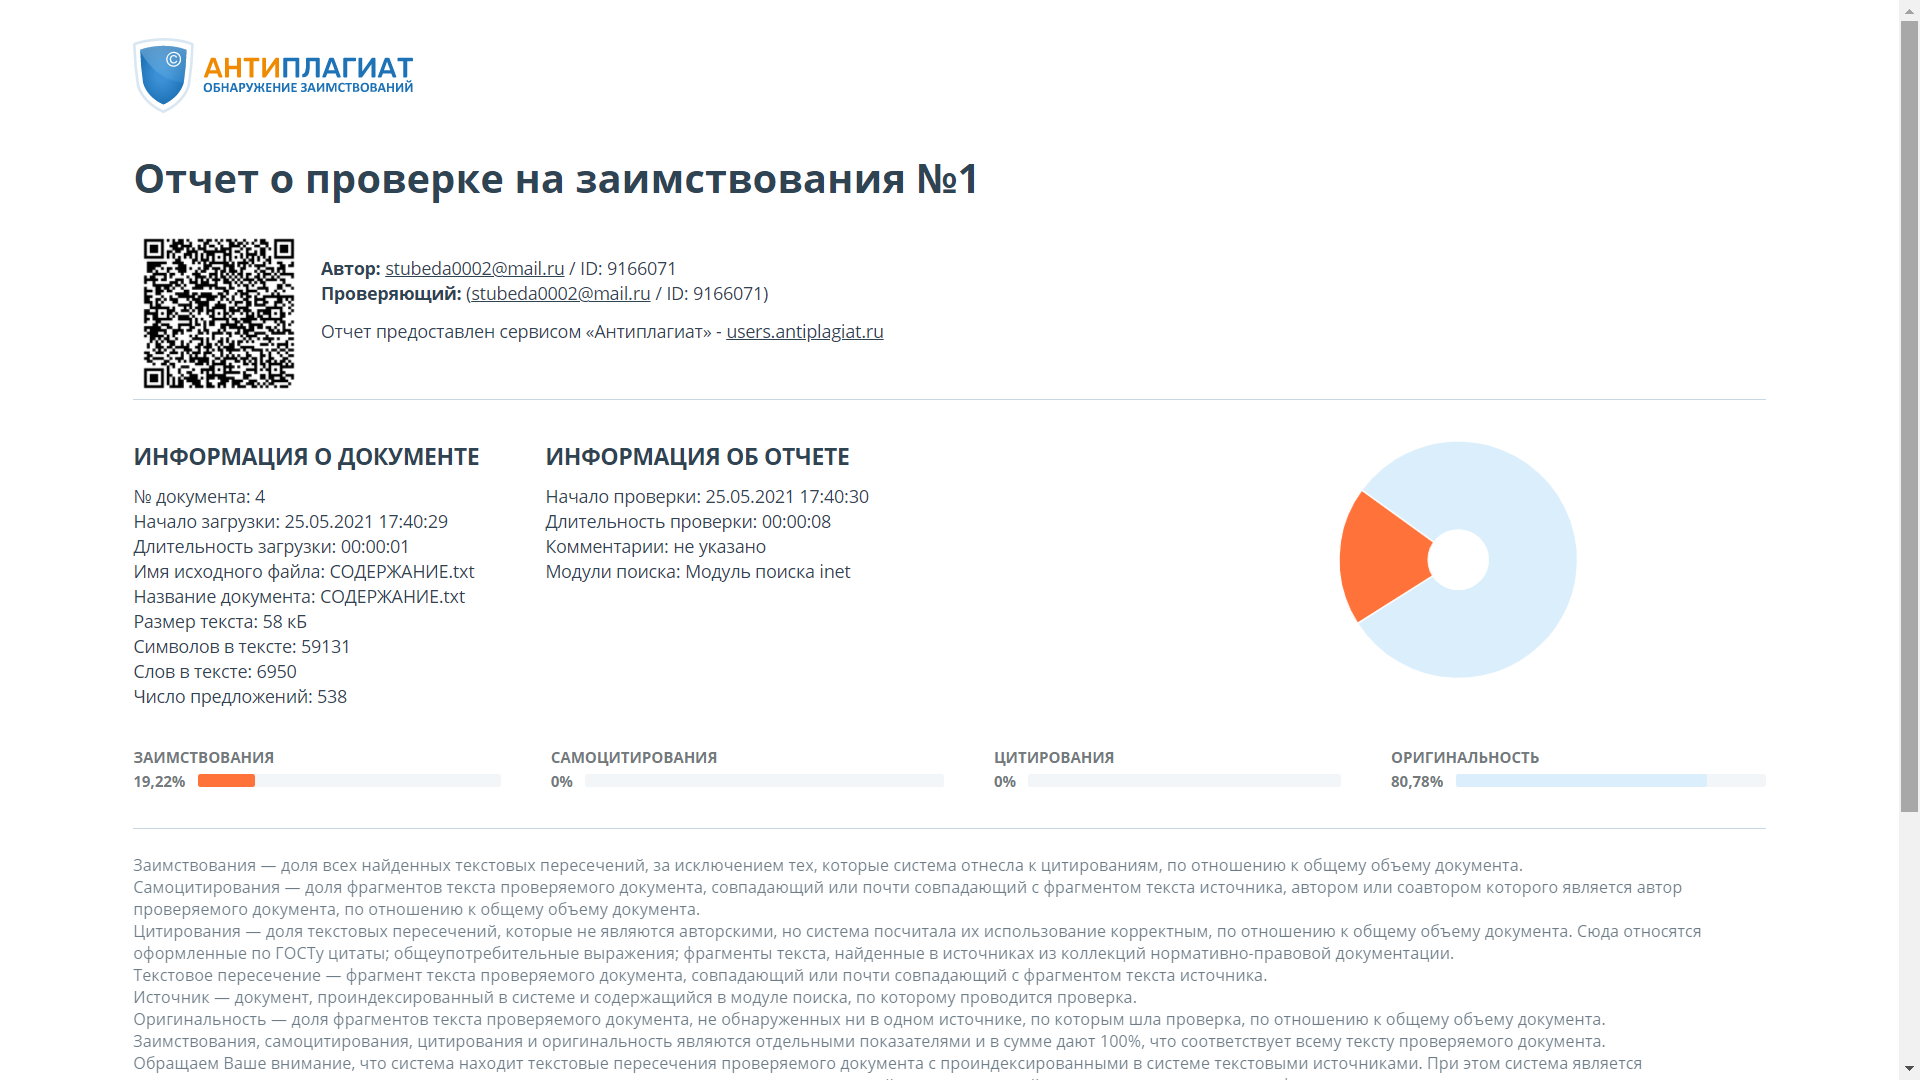 АНТИПЛАГИАТ
ОБНАРУЖЕНИЕ ЗАИМСТВОВАНИЙ
Отчет о проверке на заимствования №1
Автор: stubeda0002@mail.ru / ID: 9166071
Проверяющий: (stubeda0002@mail.ru / ID: 9166071)
Отчет предоставлен сервисом «Антиплагиат» - users.antiplagiat.ru
ИНФОРМАЦИЯ О ДОКУМЕНТЕ
№ документа: 4
Начало загрузки: 25.05.2021 17:40:29
Длительность загрузки: 00:00:01
Имя исходного файла: СОДЕРЖАНИЕ.txt
Название документа: СОДЕРЖАНИЕ.txt
Размер текста: 58 кБ
Символов в тексте: 59131
Слов в тексте: 6950
Число предложений: 538
ИНФОРМАЦИЯ ОБ ОТЧЕТЕ
Начало проверки: 25.05.2021 17:40:30
Длительность проверки: 00:00:08
Комментарии: не указано
Модули поиска: Модуль поиска inet
ЗАИМСТВОВАНИЯ
19,22%
САМОЦИТИРОВАНИЯ
0%
ЦИТИРОВАНИЯ
0%
ОРИГИНАЛЬНОСТЬ
80,78%
Заимствования — доля всех найденных текстовых пересечений, за исключением тех, которые система отнесла к цитированиям, по отношению к общему объему документа.
Самоцитирования — доля фрагментов текста проверяемого документа, совпадающий или почти совпадающий с фрагментом текста источника, автором или соавтором которого является автор
проверяемого документа, по отношению к общему объему документа.
Цитирования — доля текстовых пересечений, которые не являются авторскими, но система посчитала их использование корректным, по отношению к общему объему документа. Сюда относятся
оформленные по ГОСТу цитаты; общеупотребительные выражения; фрагменты текста, найденные в источниках из коллекций нормативно-правовой документации.
Текстовое пересечение — фрагмент текста проверяемого документа, совпадающий или почти совпадающий с фрагментом текста источника.
Источник — документ, проиндексированный в системе и содержащийся в модуле поиска, по которому проводится проверка.
Оригинальность — доля фрагментов текста проверяемого документа, не обнаруженных ни в одном источнике, по которым шла проверка, по отношению к общему объему документа.
Заимствования, самоцитирования, цитирования и оригинальность являются отдельными показателями и в сумме дают 100%, что соответствует всему тексту проверяемого документа.
Обращаем Ваше внимание, что система находит текстовые пересечения проверяемого документа с проиндексированными в системе текстовыми источниками. При этом система является